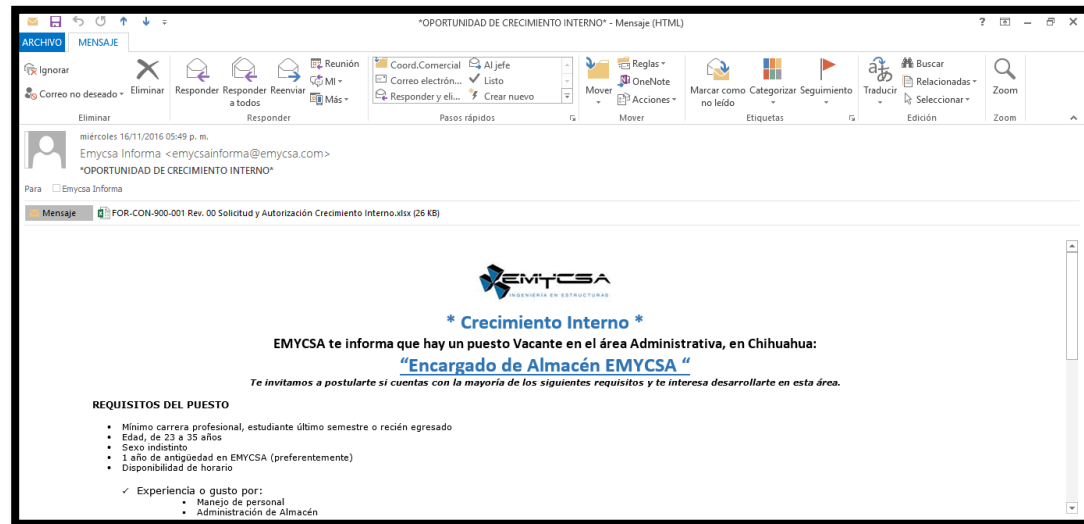 *OPORTUNIDAD DE CRECIMIENTO INTERNO* - Mensaje (HTML)
ARCHIVO MENSAJE
Ignorar
Correo no deseado
Eliminar
Responder Responder a todos Reenviar
Reunión
MI
Más
Coord.Comercial Al jefe
Correo electrón... Listo
Responder y eli... Crear nuevo
Mover
Reglas
OneNote
Acciones
Marcar como no leído Categorizar Seguimiento
Traducir
Buscar
Relacionadas
Seleccionar
Zoom
Eliminar Responder Pasos rápidos Mover Etiquetas Edición Zoom
miércoles 16/11/2016 05:49 p. m.
Emycsa Informa <emycsainforma@emycsa.com>
*OPORTUNIDAD DE CRECIMIENTO INTERNO*
Para Emycsa Informa
Mensaje FOR-CON-900-001 Rev. 00 Solicitud y Autorización Crecimiento Interno.xlsx (26 KB)
EMYCSA
INGENIERÍA EN ESTRUCTURAS
* Crecimiento Interno *
EMYCSA te informa que hay un puesto Vacante en el área Administrativa, en Chihuahua:
“Encargado de Almacén EMYCSA “
Te invitamos a postularte si cuentas con la mayoría de los siguientes requisitos y te interesa desarrollarte en esta área.
REQUISITOS DEL PUESTO
• Mínimo carrera profesional, estudiante último semestre o recién egresado
• Edad, de 23 a 35 años
• Sexo indistinto
• 1 año de antigüedad en EMYCSA (preferentemente)
• Disponibilidad de horario
✓ Experiencia o gusto por:
• Manejo de personal
• Administración de Almacén